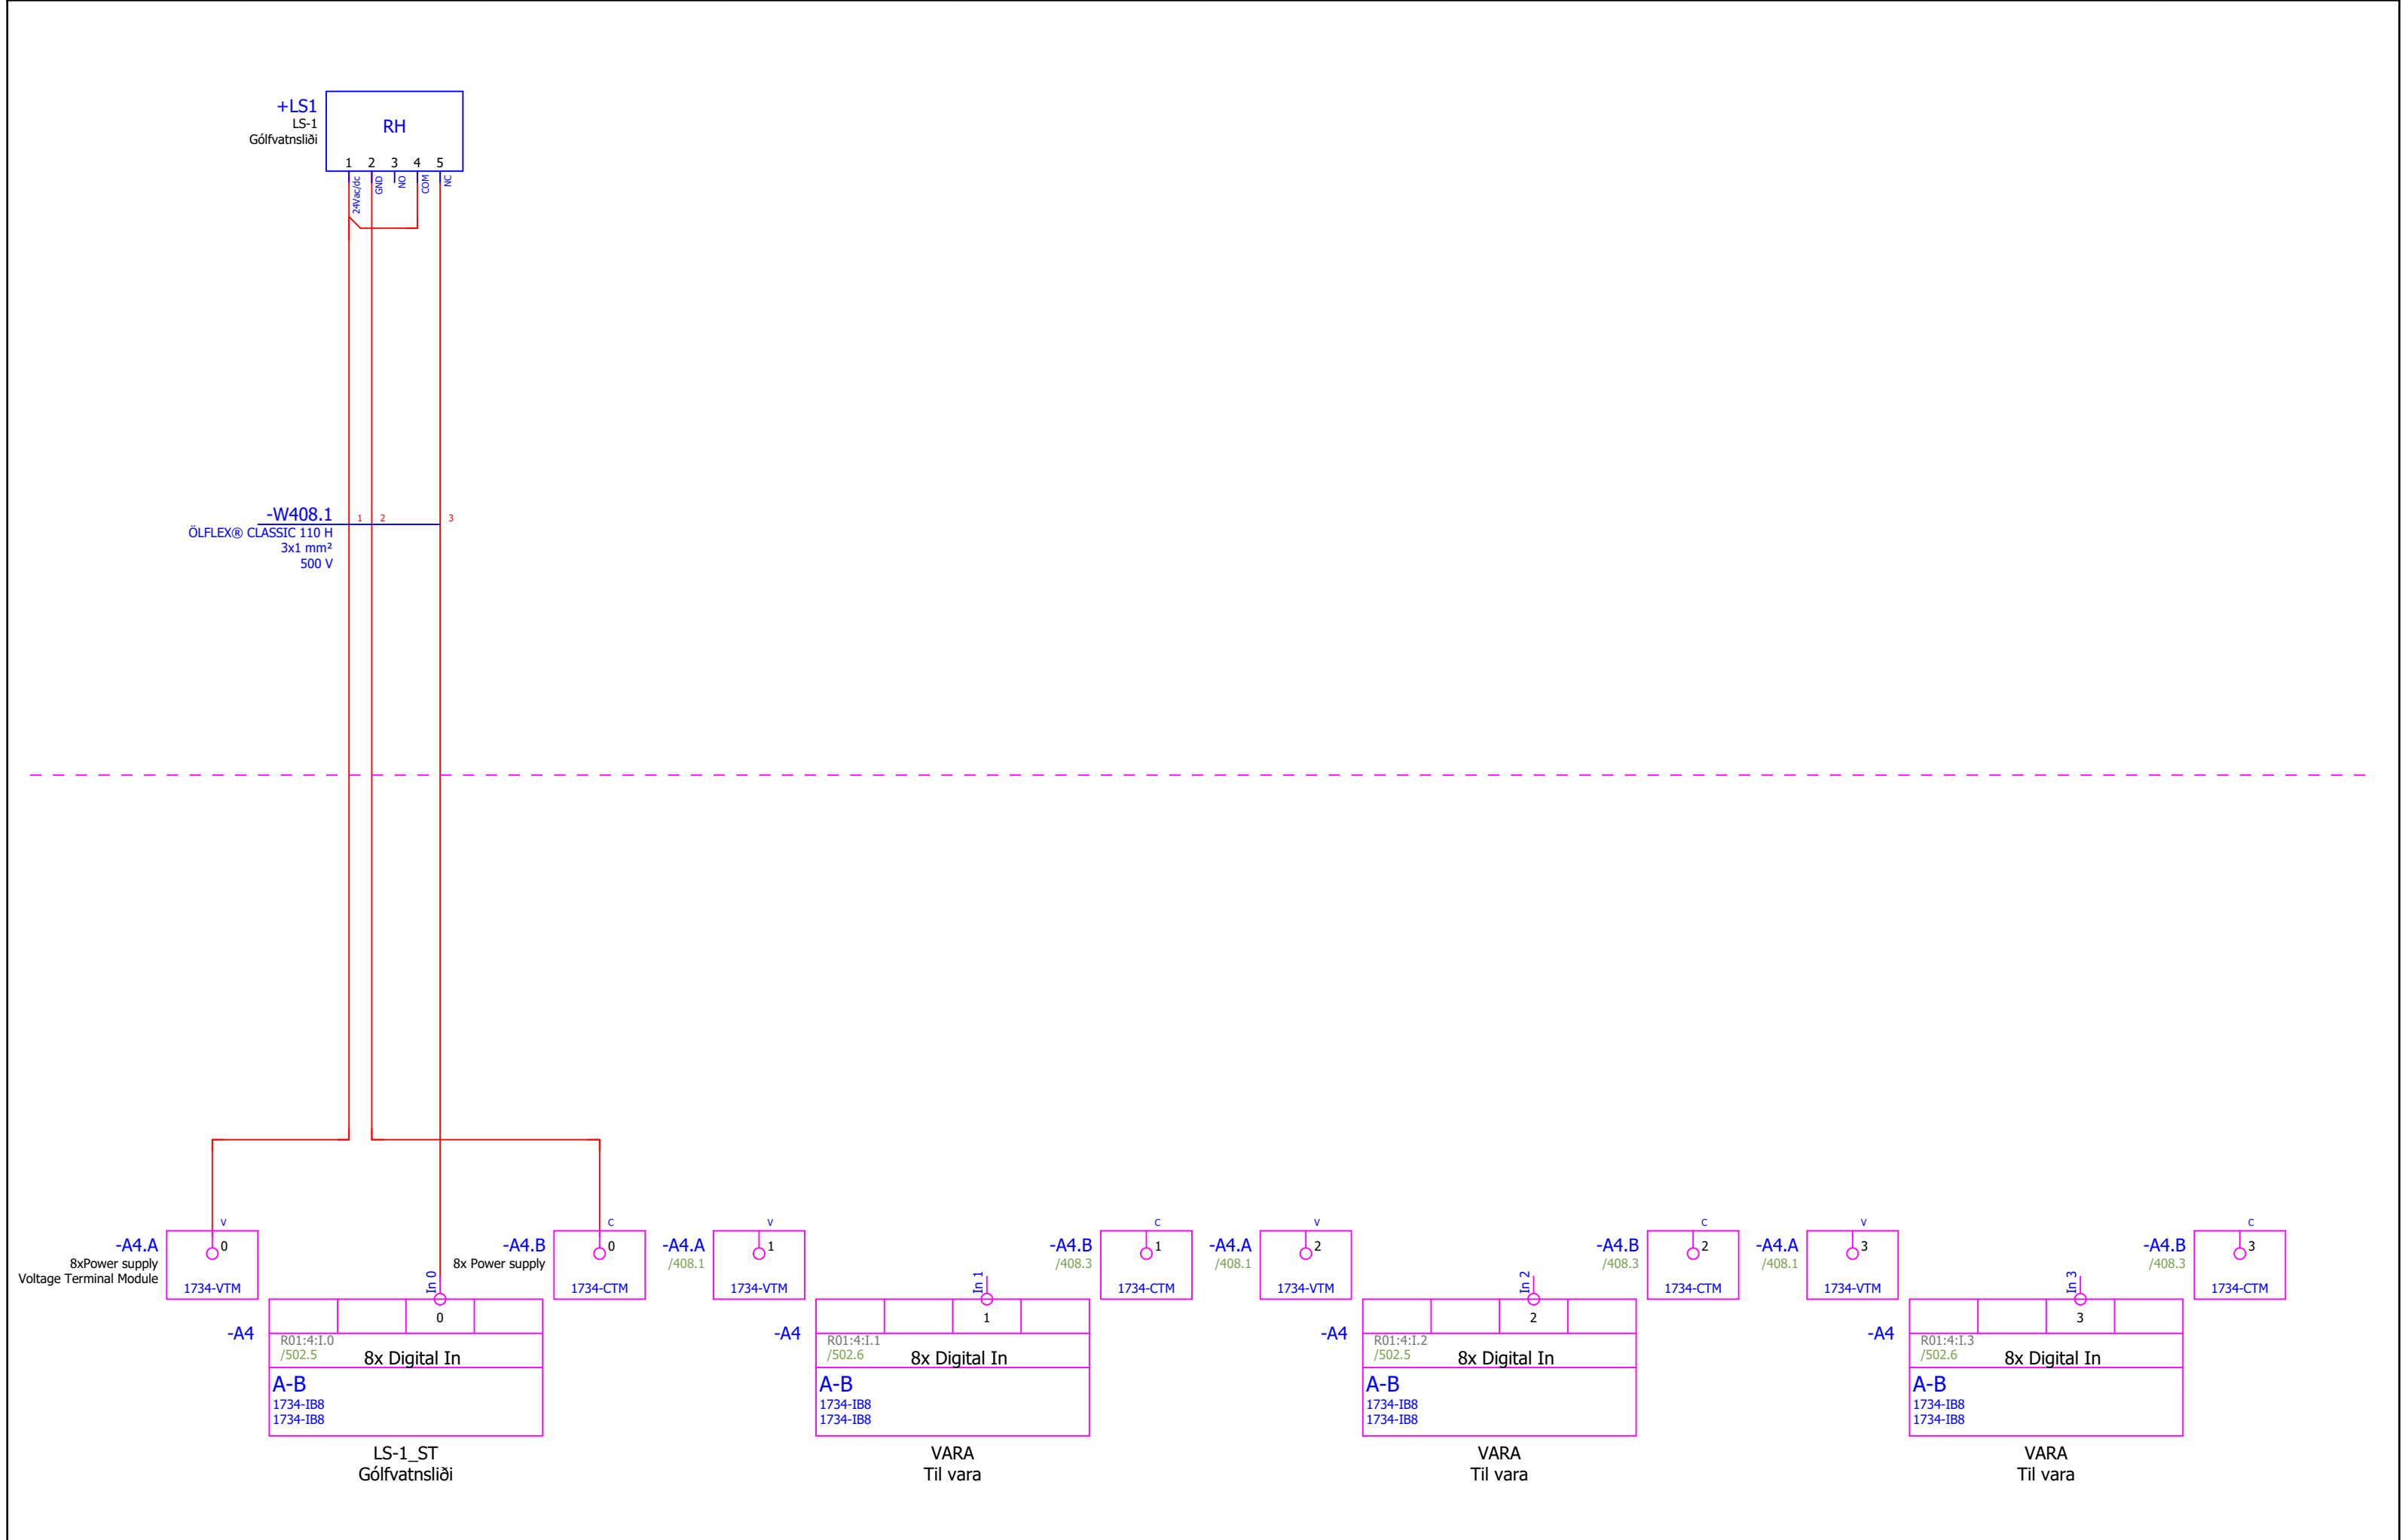 +LS1
LS-1
Gólfvatnsliði
RH
1 2 3 4 5
24Vac/dc
GND
NO
COM
NC
-W408.1
ÖLFLEX® CLASSIC 110 H
3x1 mm²
500 V
1 2 3
-A4.A
8xPower supply
Voltage Terminal Module
V
0
1734-VTM
In 0
-A4.B
8x Power supply
C
0
1734-CTM
-A4
0
R01:4:I.0
/502.5
8x Digital In
A-B
1734-IB8
1734-IB8
LS-1_ST
Gólfvatnsliði
-A4.A
/408.1
V
1
1734-VTM
In 1
-A4.B
/408.3
C
1
1734-CTM
-A4
1
R01:4:I.1
/502.6
8x Digital In
A-B
1734-IB8
1734-IB8
VARA
Til vara
-A4.A
/408.1
V
2
1734-VTM
In 2
-A4.B
/408.3
C
2
1734-CTM
-A4
2
R01:4:I.2
/502.5
8x Digital In
A-B
1734-IB8
1734-IB8
VARA
Til vara
-A4.A
/408.1
V
3
1734-VTM
In 3
-A4.B
/408.3
C
3
1734-CTM
-A4
3
R01:4:I.3
/502.6
8x Digital In
A-B
1734-IB8
1734-IB8
VARA
Til vara